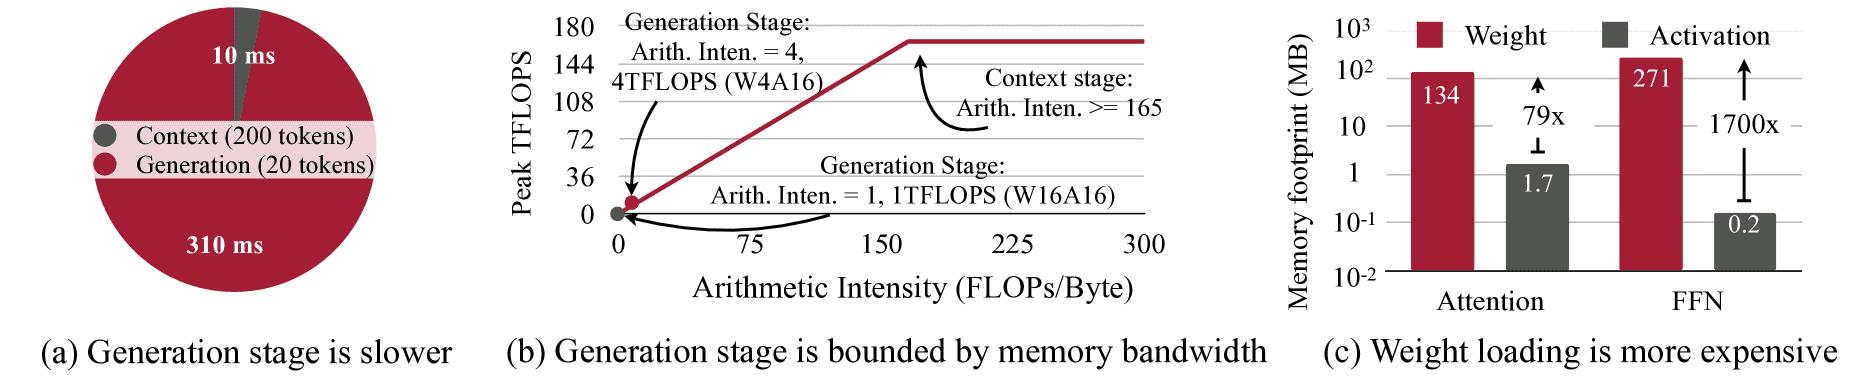 10 ms
Context (200 tokens)
Generation (20 tokens)
310 ms
(a) Generation stage is slower
Peak TFLOPS
180
144
108
72
36
0
Generation Stage:
Arith. Inten. = 4,
4TFLOPS (W4A16)
Context stage:
Arith. Inten. >= 165
Generation Stage:
Arith. Inten. = 1, 1TFLOPS (W16A16)
0
75
150
225
300
Arithmetic Intensity (FLOPs/Byte)
(b) Generation stage is bounded by memory bandwidth
Memory footprint (MB)
10³
10²
10
1
10⁻¹
10⁻²
Weight
Activation
134
79x
1.7
271
1700x
0.2
Attention
FFN
(c) Weight loading is more expensive